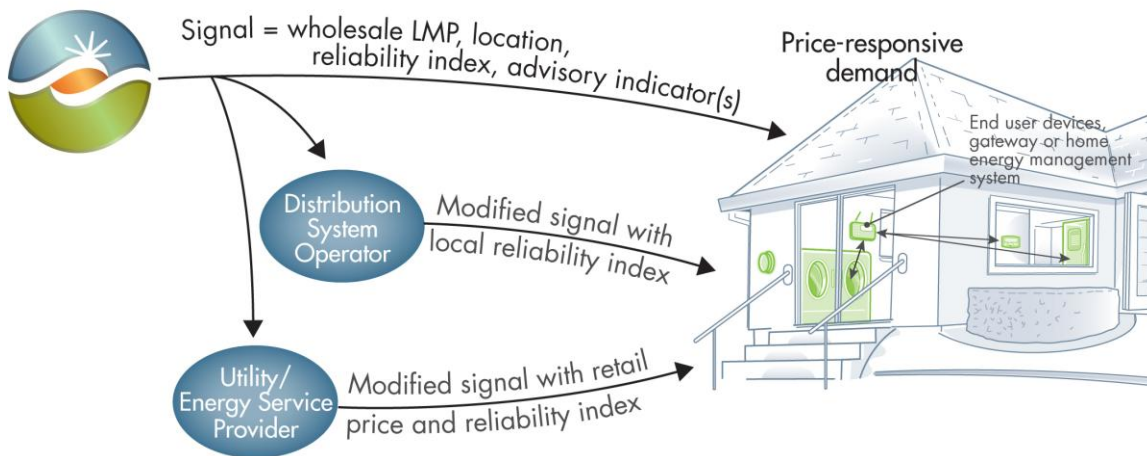 Signal = wholesale LMP, location,
reliability index, advisory indicator(s)
Price-responsive
demand
End user devices,
gateway or home
energy management
system
Distribution
System
Operator
Modified signal with
local reliability index
Utility/
Energy Service
Provider
Modified signal with retail
price and reliability index